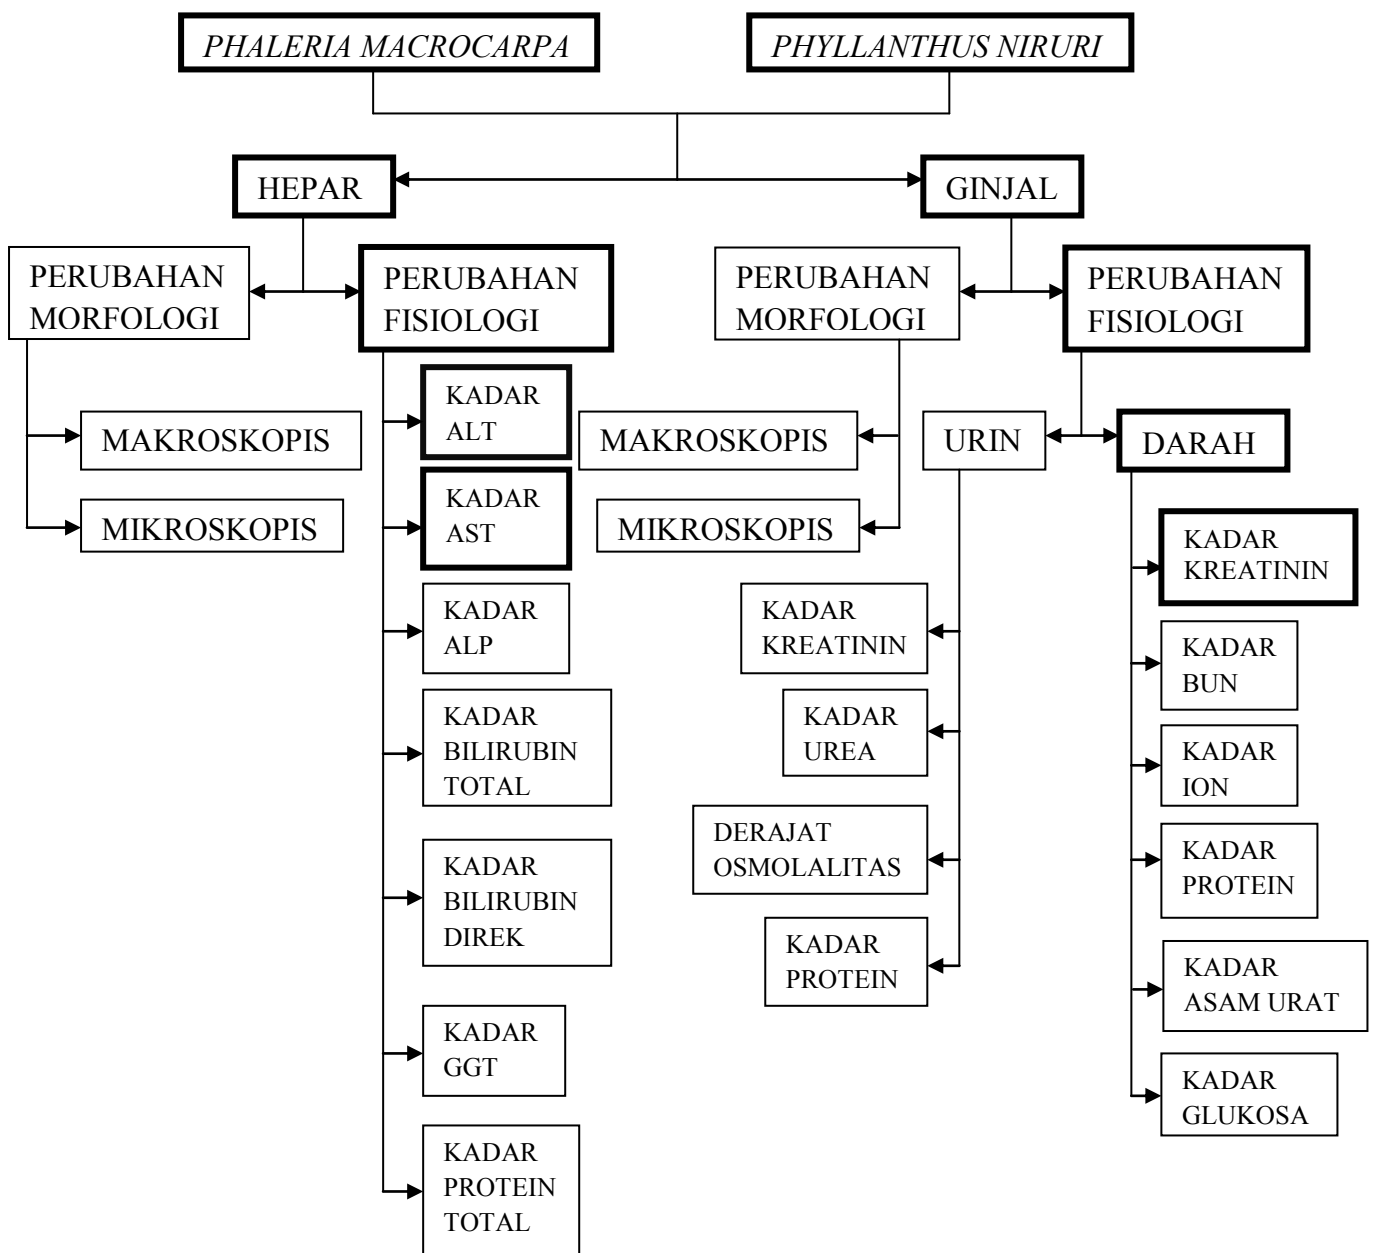 PHALERIA MACROCARPA
PHYLLANTHUS NIRURI
HEPAR
GINJAL
PERUBAHAN
MORFOLOGI
PERUBAHAN
FISIOLOGI
PERUBAHAN
MORFOLOGI
PERUBAHAN
FISIOLOGI
MAKROSKOPIS
MIKROSKOPIS
KADAR
ALT
KADAR
AST
KADAR
ALP
KADAR
BILIRUBIN
TOTAL
KADAR
BILIRUBIN
DIREK
KADAR
GGT
KADAR
PROTEIN
TOTAL
MAKROSKOPIS
MIKROSKOPIS
URIN
DARAH
KADAR
KREATININ
KADAR
UREA
DERAJAT
OSMOLALITAS
KADAR
PROTEIN
KADAR
KREATININ
KADAR
BUN
KADAR
ION
KADAR
PROTEIN
KADAR
ASAM URAT
KADAR
GLUKOSA